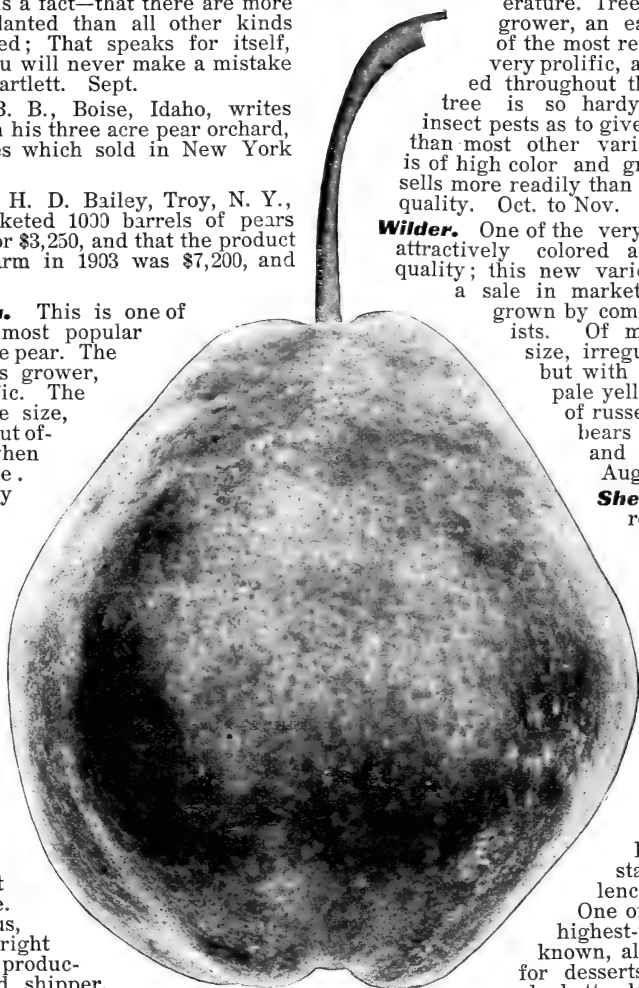 is a fact—that there are more
lanted than all other kinds
ed; That speaks for itself,
u will never make a mistake
artlett. Sept.
B. B., Boise, Idaho, writes
his three acre pear orchard,
es which sold in New York
H. D. Bailey, Troy, N. Y.,
keted 1000 barrels of pears
or $3,250, and that the product
arm in 1903 was $7,200, and
This is one of
most popular
e pear. The
s grower,
ic. The
e size,
ut of-
when
e.
y
t
e.
us,
right
produc-
d shipper.
erature. Tree
grower, an ea
of the most re
very prolific, a
ed throughout th
tree is so hardy
insect pests as to give
than most other vari
is of high color and gr
sells more readily than
quality. Oct. to Nov.
Wilder. One of the very
attractively colored a
quality; this new varie
a sale in market
grown by com
ists. Of m
size, irregu
but with
pale yell
of russe
bears
and
Aug
She
re
sta
lenc
One of
highest-
known, al
for desserts